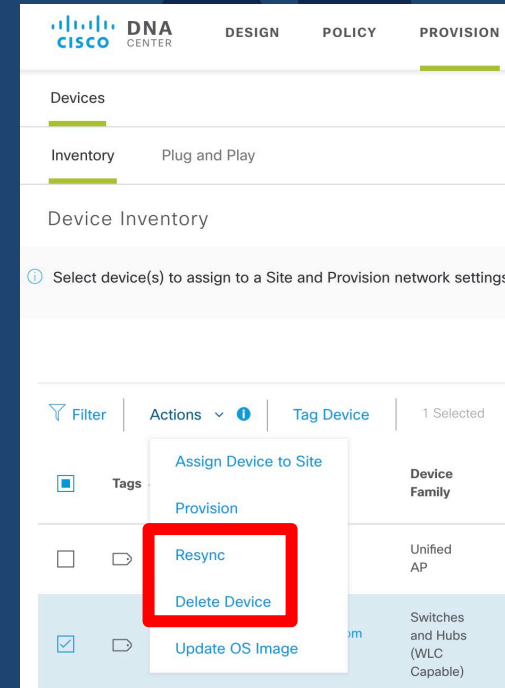 CISCO DNA CENTER DESIGN POLICY PROVISION
Devices
Inventory Plug and Play
Device Inventory
Select device(s) to assign to a Site and Provision network settings
Filter Actions Tag Device 1 Selected
Assign Device to Site
Tags Device Family
Provision
Resync
Unified AP
Delete Device
Switches and Hubs (WLC Capable)
om
Update OS Image